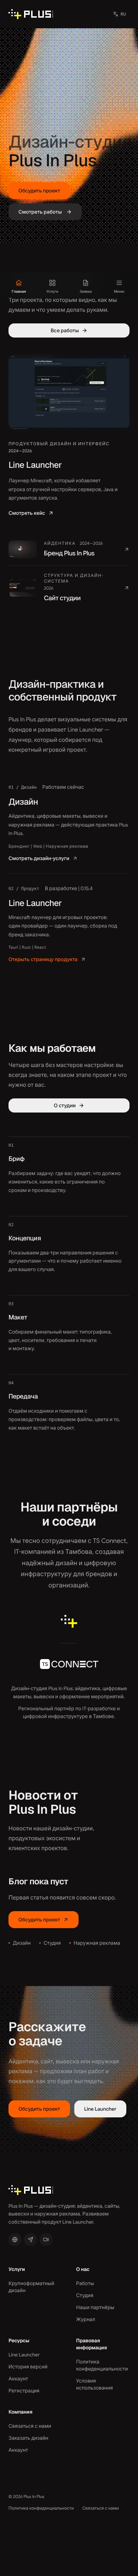 PLUS
RU
Дизайн-студия
Plus In Plus
Обсудить проект
Смотреть работы →
Главная
Услуги
Заявка
Меню
Три проекта, по которым видно, как мы
думаем и что умеем делать руками.
Все работы →
ПРОДУКТОВЫЙ ДИЗАЙН И ИНТЕРФЕЙС
2024—2026
Line Launcher
Лаунчер Minecraft, который избавляет
игрока от ручной настройки серверов, Java и
артефактов запуска.
Смотреть кейс ↗
АЙДЕНТИКА 2024—2026
Бренд Plus In Plus
СТРУКТУРА И ДИЗАЙН-
СИСТЕМА
2026
Сайт студии
Дизайн-практика и
собственный продукт
Plus In Plus делает визуальные системы для
брендов и развивает Line Launcher —
лаунчер, который собирается под
конкретный игровой проект.
01 / Дизайн Работаем сейчас
Дизайн
Айдентика, цифровые макеты, вывески и
наружная реклама — действующая практика Plus
In Plus.
Брендинг | Web | Наружная реклама
Смотреть дизайн-услуги ↗
02 / Продукт В разработке | 0.15.4
Line Launcher
Minecraft лаунчер для игровых проектов:
один провайдер — один лаунчер, сборка под
бренд заказчика.
Tauri | Rust | React
Открыть страницу продукта ↗
Как мы работаем
Четыре шага без мастерской настройки: вы
всегда знаете, на каком этапе проект и что
нужно от вас.
О студии →
01
Бриф
Разбираем задачу: где вас увидят, что должно
измениться, какие есть ограничения по
срокам и производству.
02
Концепция
Показываем два-три направления решения с
аргументами — что и почему работает именно
для вашего случая.
03
Макет
Собираем финальный макет: типографика,
цвет, носители, требования к печати
и монтажу.
04
Передача
Отдаём исходники и помогаем с
производством: проверяем файлы, цвета и то,
как макет встаёт на объект.
Наши партнёры
и соседи
Мы тесно сотрудничаем с TS Connect,
IT-компанией из Тамбова, создавая
надёжный дизайн и цифровую
инфраструктуру для брендов и
организаций.
TS CONNECT
Дизайн-студия Plus In Plus: айдентика, цифровые
макеты, вывески и оформление мероприятий.
Региональный партнёр по IT-разработке и
цифровой инфраструктуре в Тамбове.
Новости от
Plus In Plus
Новости нашей дизайн-студии,
продуктовых экосистем и
клиентских проектов.
Блог пока пуст
Первая статья появится совсем скоро.
Обсудить проект ↗
• Дизайн • Студия • Наружная реклама
Расскажите
о задаче
Айдентика, сайт, вывеска или наружная
реклама — предложим план работ и
покажем, как это будет выглядеть.
Обсудить проект
Line Launcher
PLUS
Plus In Plus — дизайн-студия: айдентика, сайты,
вывески и наружная реклама. Развиваем
собственный продукт Line Launcher.
Услуги
Крупноформатный
дизайн
О нас
Работы
Студия
Наши партнёры
Журнал
Ресурсы
Line Launcher
История версий
Аккаунт
Регистрация
Правовая
информация
Политика
конфиденциальности
Условия
использования
Компания
Связаться с нами
Заказать дизайн
Аккаунт
© 2026 Plus In Plus
Политика конфиденциальности Связаться с нами